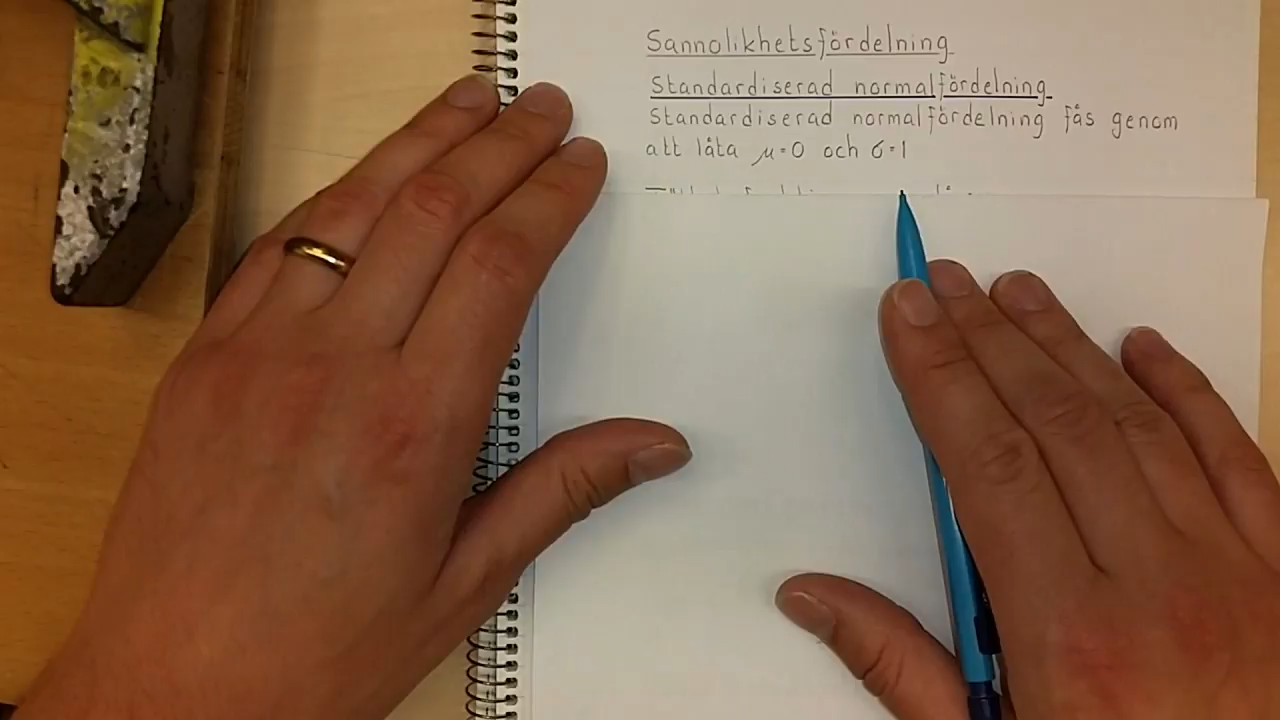 Sannolikhetsfördelning
Standardiserad normalfördelning
Standardiserad normalfördelning fås genom
att låta μ=0 och σ=1